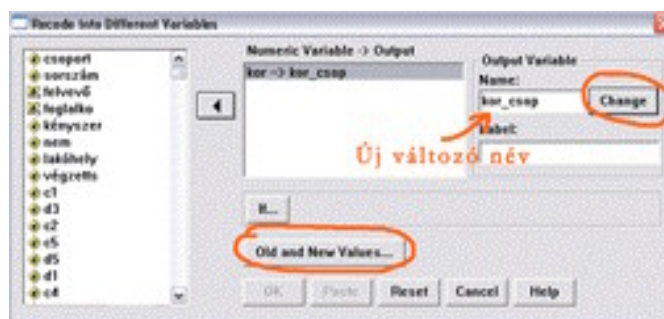 Recode into Different Variables
csoport
sorszám
felvevő
foglalko
kényszer
nem
lakóhely
végzetts
c1
d3
c2
c5
d5
d1
c4
Numeric Variable -> Output
kor --> kor_csop
Output Variable
Name:
kor_csop
Change
Label:
Új változó név
If...
Old and New Values...
OK
Paste
Reset
Cancel
Help